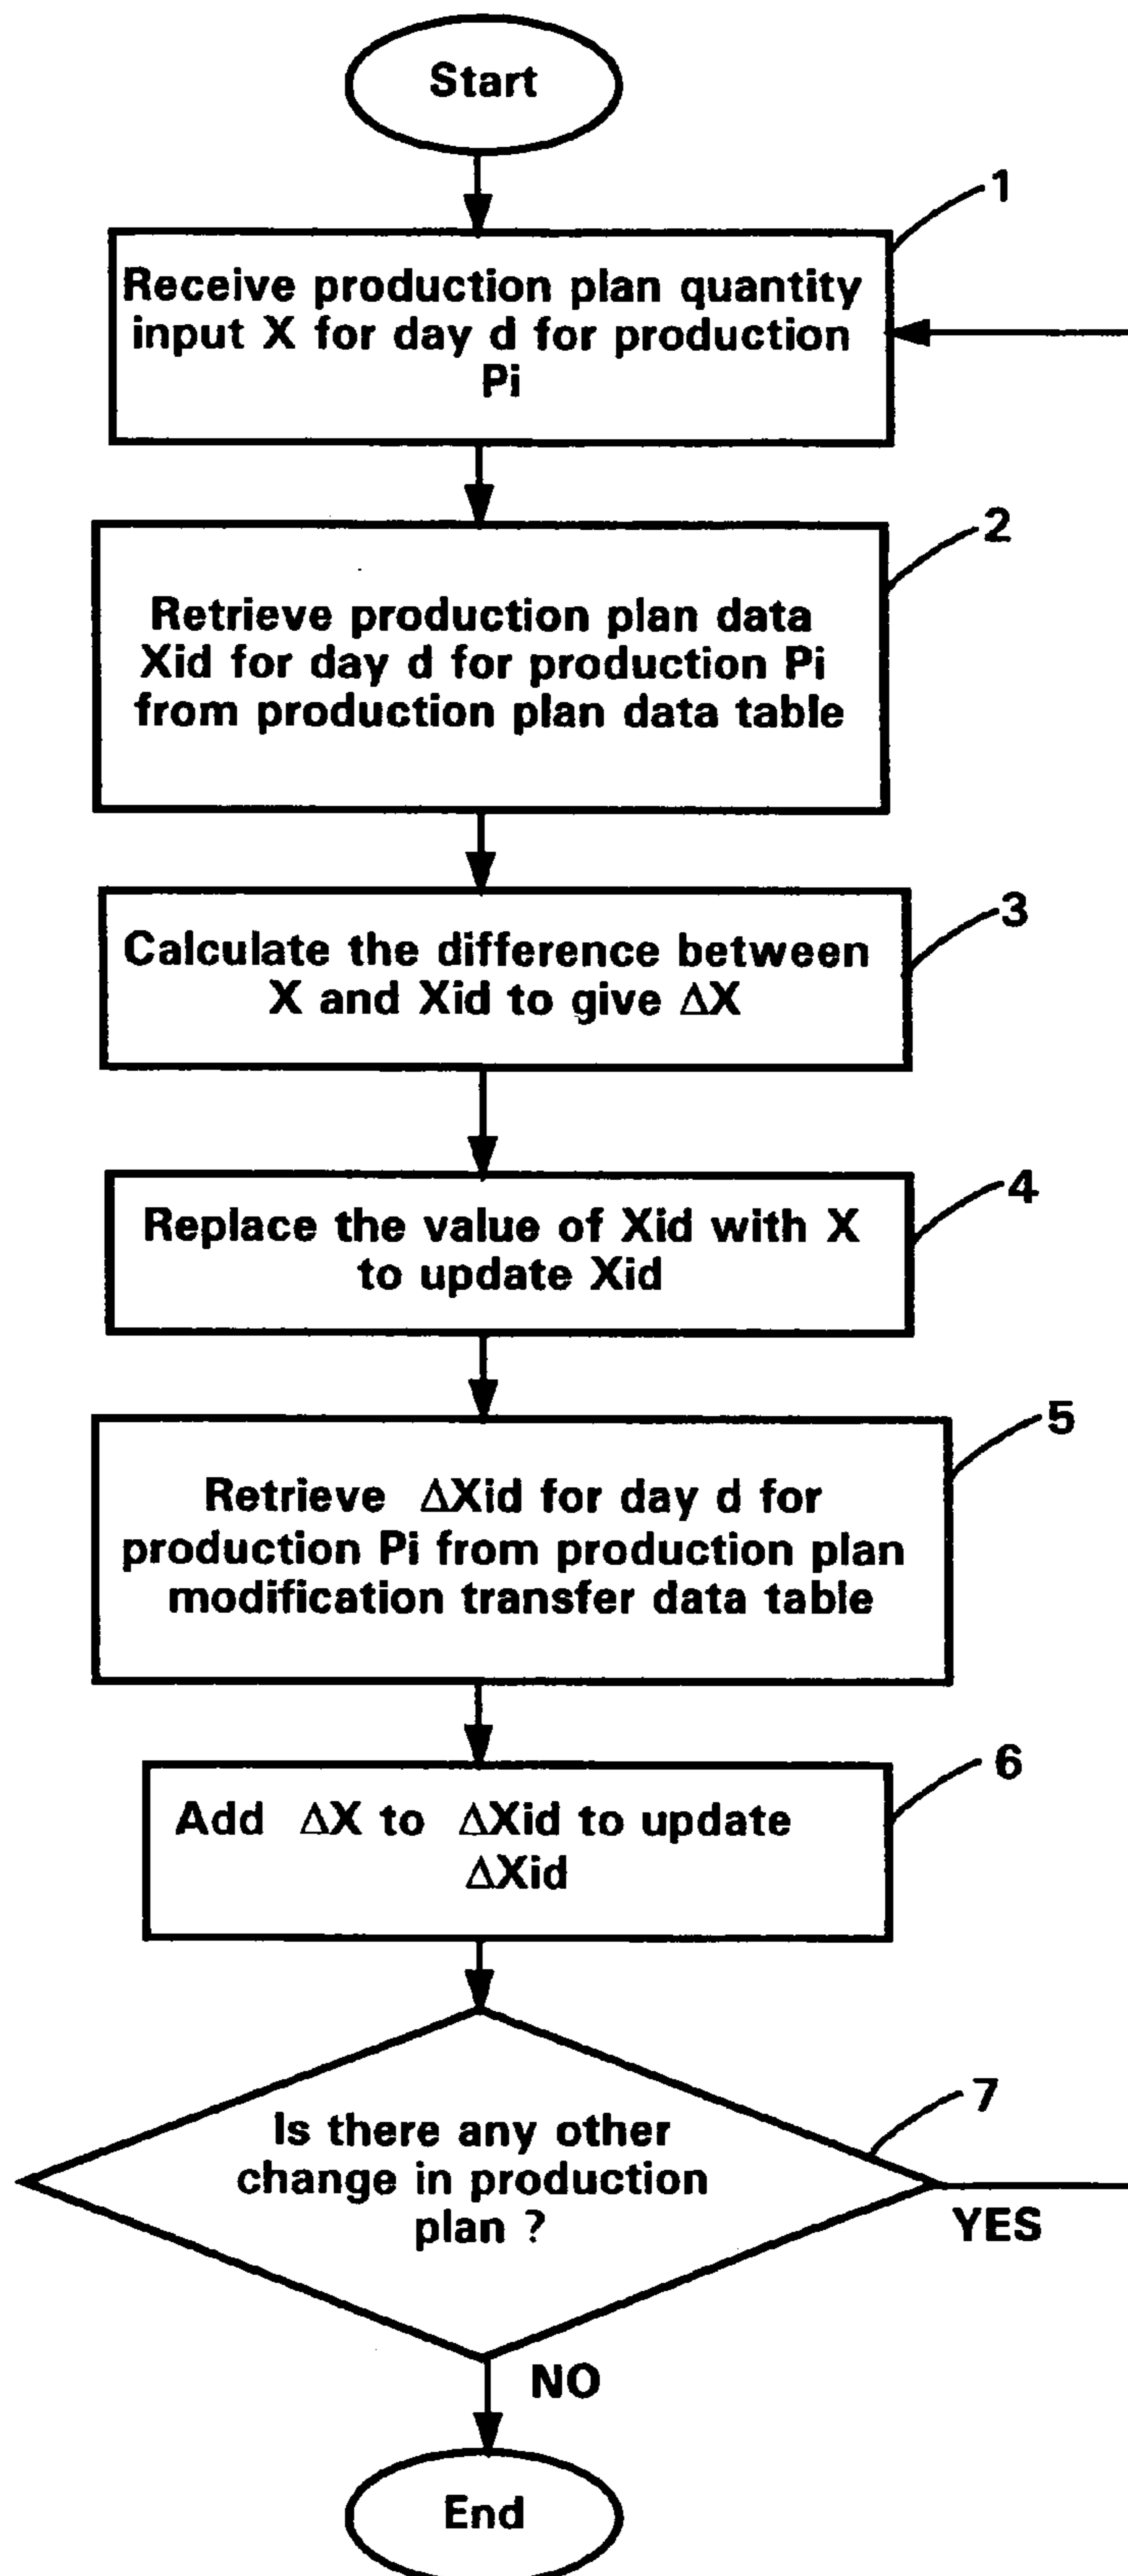 Start
1
Receive production plan quantity
input X for day d for production
Pi
2
Retrieve production plan data
Xid for day d for production Pi
from production plan data table
3
Calculate the difference between
X and Xid to give ΔX
4
Replace the value of Xid with X
to update Xid
5
Retrieve ΔXid for day d for
production Pi from production plan
modification transfer data table
6
Add ΔX to ΔXid to update
ΔXid
7
Is there any other
change in production
plan ?
YES
NO
End